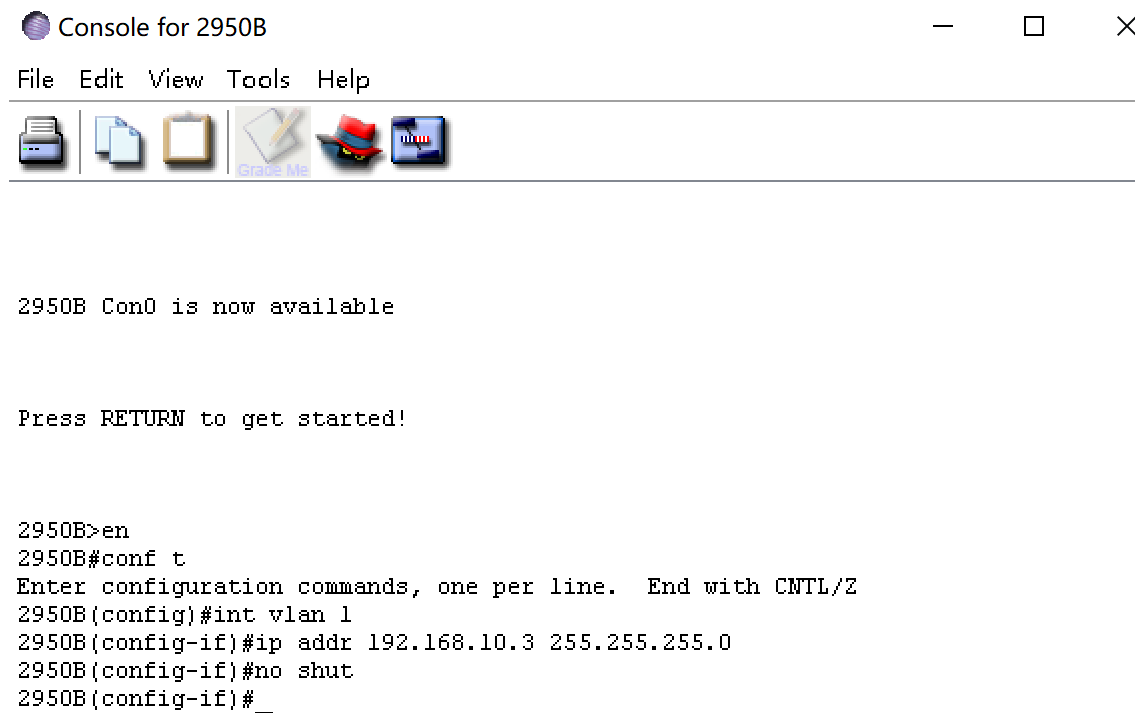 Console for 2950B
File Edit View Tools Help
Grade Me
2950B Con0 is now available
Press RETURN to get started!
2950B>en
2950B#conf t
Enter configuration commands, one per line.  End with CNTL/Z
2950B(config)#int vlan 1
2950B(config-if)#ip addr 192.168.10.3 255.255.255.0
2950B(config-if)#no shut
2950B(config-if)#_